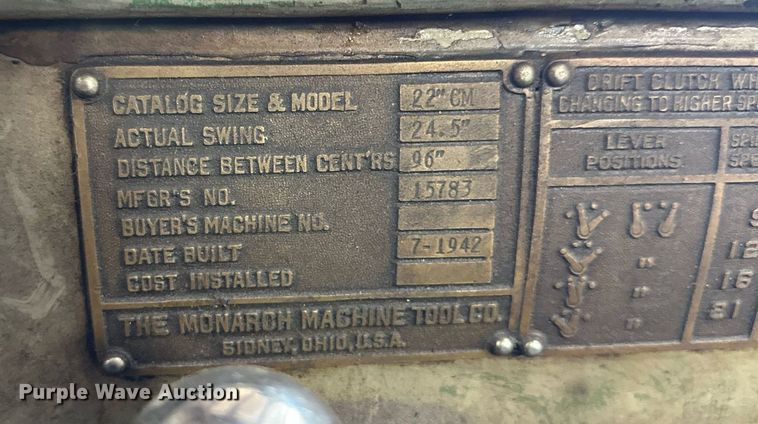 CATALOG SIZE & MODEL 22" CM
ACTUAL SWING 24.5"
DISTANCE BETWEEN CENT'RS 96"
MFGR'S NO. 15783
BUYER'S MACHINE NO.
DATE BUILT 7-1942
COST INSTALLED
THE MONARCH MACHINE TOOL CO.
SIDNEY, OHIO, U.S.A.
DRIFT CLUTCH
CHANGING TO HIGHER
LEVER
POSITIONS
"
"
"
Purple Wave Auction